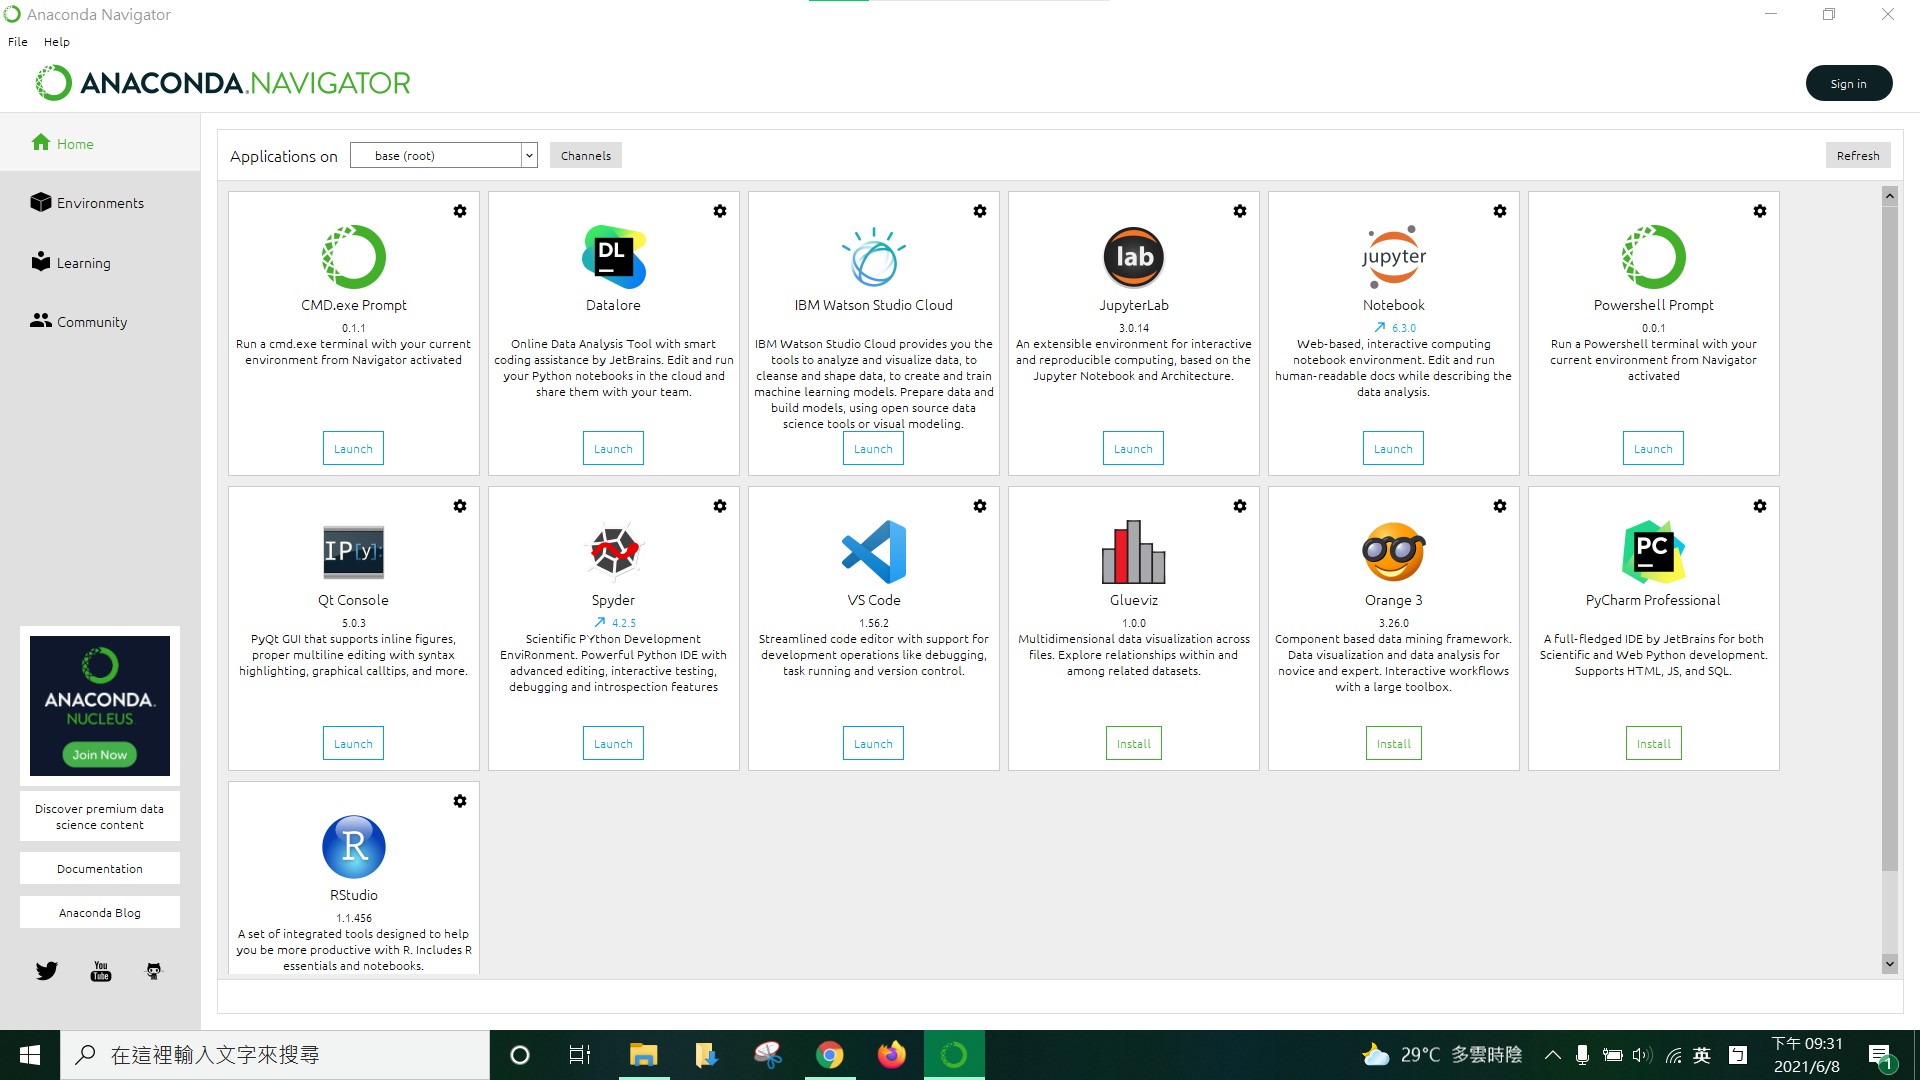 Anaconda Navigator
File Help
ANACONDA.NAVIGATOR
Sign in
Home
Environments
Learning
Community
ANACONDA.
NUCLEUS
Join Now
Discover premium data
science content
Documentation
Anaconda Blog
You
Tube
Applications on base (root) Channels Refresh
CMD.exe Prompt
0.1.1
Run a cmd.exe terminal with your current
environment from Navigator activated
Launch
DL
Datalore
Online Data Analysis Tool with smart
coding assistance by JetBrains. Edit and run
your Python notebooks in the cloud and
share them with your team.
Launch
IBM Watson Studio Cloud
IBM Watson Studio Cloud provides you the
tools to analyze and visualize data, to
cleanse and shape data, to create and train
machine learning models. Prepare data and
build models, using open source data
science tools or visual modeling.
Launch
lab
JupyterLab
3.0.14
An extensible environment for interactive
and reproducible computing, based on the
Jupyter Notebook and Architecture.
Launch
jupyter
Notebook
6.3.0
Web-based, interactive computing
notebook environment. Edit and run
human-readable docs while describing the
data analysis.
Launch
Powershell Prompt
0.0.1
Run a Powershell terminal with your
current environment from Navigator
activated
Launch
IP[y]:
Qt Console
5.0.3
PyQt GUI that supports inline figures,
proper multiline editing with syntax
highlighting, graphical calltips, and more.
Launch
Spyder
4.2.5
Scientific PYthon Development
EnviRonment. Powerful Python IDE with
advanced editing, interactive testing,
debugging and introspection features
Launch
VS Code
1.56.2
Streamlined code editor with support for
development operations like debugging,
task running and version control.
Launch
Glueviz
1.0.0
Multidimensional data visualization across
files. Explore relationships within and
among related datasets.
Install
Orange 3
3.26.0
Component based data mining framework.
Data visualization and data analysis for
novice and expert. Interactive workflows
with a large toolbox.
Install
PC
PyCharm Professional
A full-fledged IDE by JetBrains for both
Scientific and Web Python development.
Supports HTML, JS, and SQL.
Install
R
RStudio
1.1.456
A set of integrated tools designed to help
you be more productive with R. Includes R
essentials and notebooks.
在這裡輸入文字來搜尋
29°C 多雲時陰
英
下午 09:31
2021/6/8
1